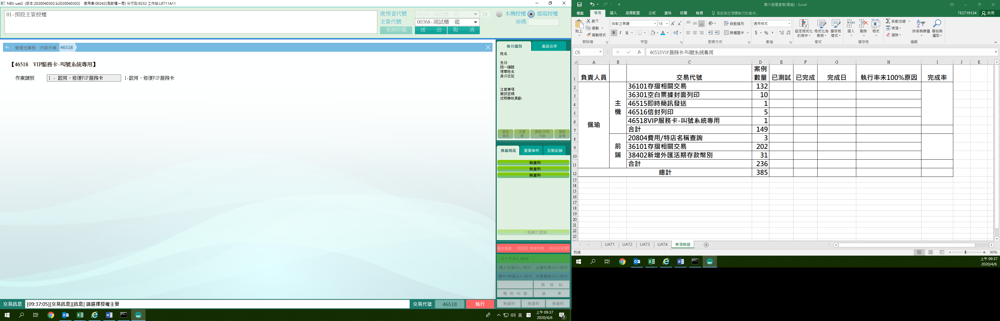 NBS-uat2 (版本:2020040302.b2020040302) 使用者:00242(測試櫃一辰) 分行別:9232 工作站:L9711A11
01-預設主管授權
使用者代號 00242-測試櫃一辰 24 本機授權 遠端授權
主管代號 00368-測試櫃一龍 密碼
查詢印鑑 送 出 取 消
管理性業務 內部作業 46518
【46518 VIP服務卡-叫號系統專用】
作業類別 1 - 啟用、修復VIP服務卡 1-啟用、修復VIP服務卡
身分識別 產品往來
姓名
生日
統一編號
理專姓名
身分註記
注意事項
簡訊密碼
近期事故異動
顧客資訊 手續費 通路/共同行銷 顧客影像
推薦商品 重要事件 互動記錄
無資料
無資料
無資料
一般轉介登錄
服務號碼: 0000 等候時間: 00分00秒
VIP:0人 00分
個人交易:0人 00分 企業交易:0人 00分
開戶/申請:0人 00分 外匯業務:0人 00分
再 呼 叫
預 約 叫 號 結 束
無資料 無資料 無資料
交易訊息 [09:37:05][交易訊息][訊息] 請選擇授權主管 交易代號 46518 執行
英 上午 09:37
2020/4/6 3
第六組進度表(佩瑜) - Excel
檔案 常用 插入 版面配置 公式 資料 校閱 檢視 告訴我您想要執行的動作... TEST19134 共用
貼上 剪下 複製 複製格式 剪貼簿
微軟正黑體 18 B I U 字型
自動換列 跨欄置中 對齊方式
通用格式 $ % 數值
設定格式化的條件 格式化為表格 儲存格樣式 樣式
插入 刪除 格式 儲存格
自動加總 填滿 清除 排序與篩選 尋找與選取 編輯
C6 fx 46518VIP服務卡-叫號系統專用
A B C D E F G H I J K
1 負責人員 交易代號 案例數量 已測試 已完成 完成日 執行率未100%原因 完成率
佩瑜
主機
2 36101存摺相關交易 132
3 36301空白票據封面列印 10
4 46515即時簡訊發送 1
5 46516信封列印 5
6 46518VIP服務卡-叫號系統專用 1
7 合計 149
前端
8 20804費用/特店名稱查詢 3
9 36101存摺相關交易 202
10 38402新增外匯活期存款幣別 31
11 合計 236
12 總計 385
13
14
15
16
17
18
19
20
21
22
23
UAT1 UAT2 UAT3 UAT4 專項驗證
就緒 90%
上午 09:37
2020/4/6